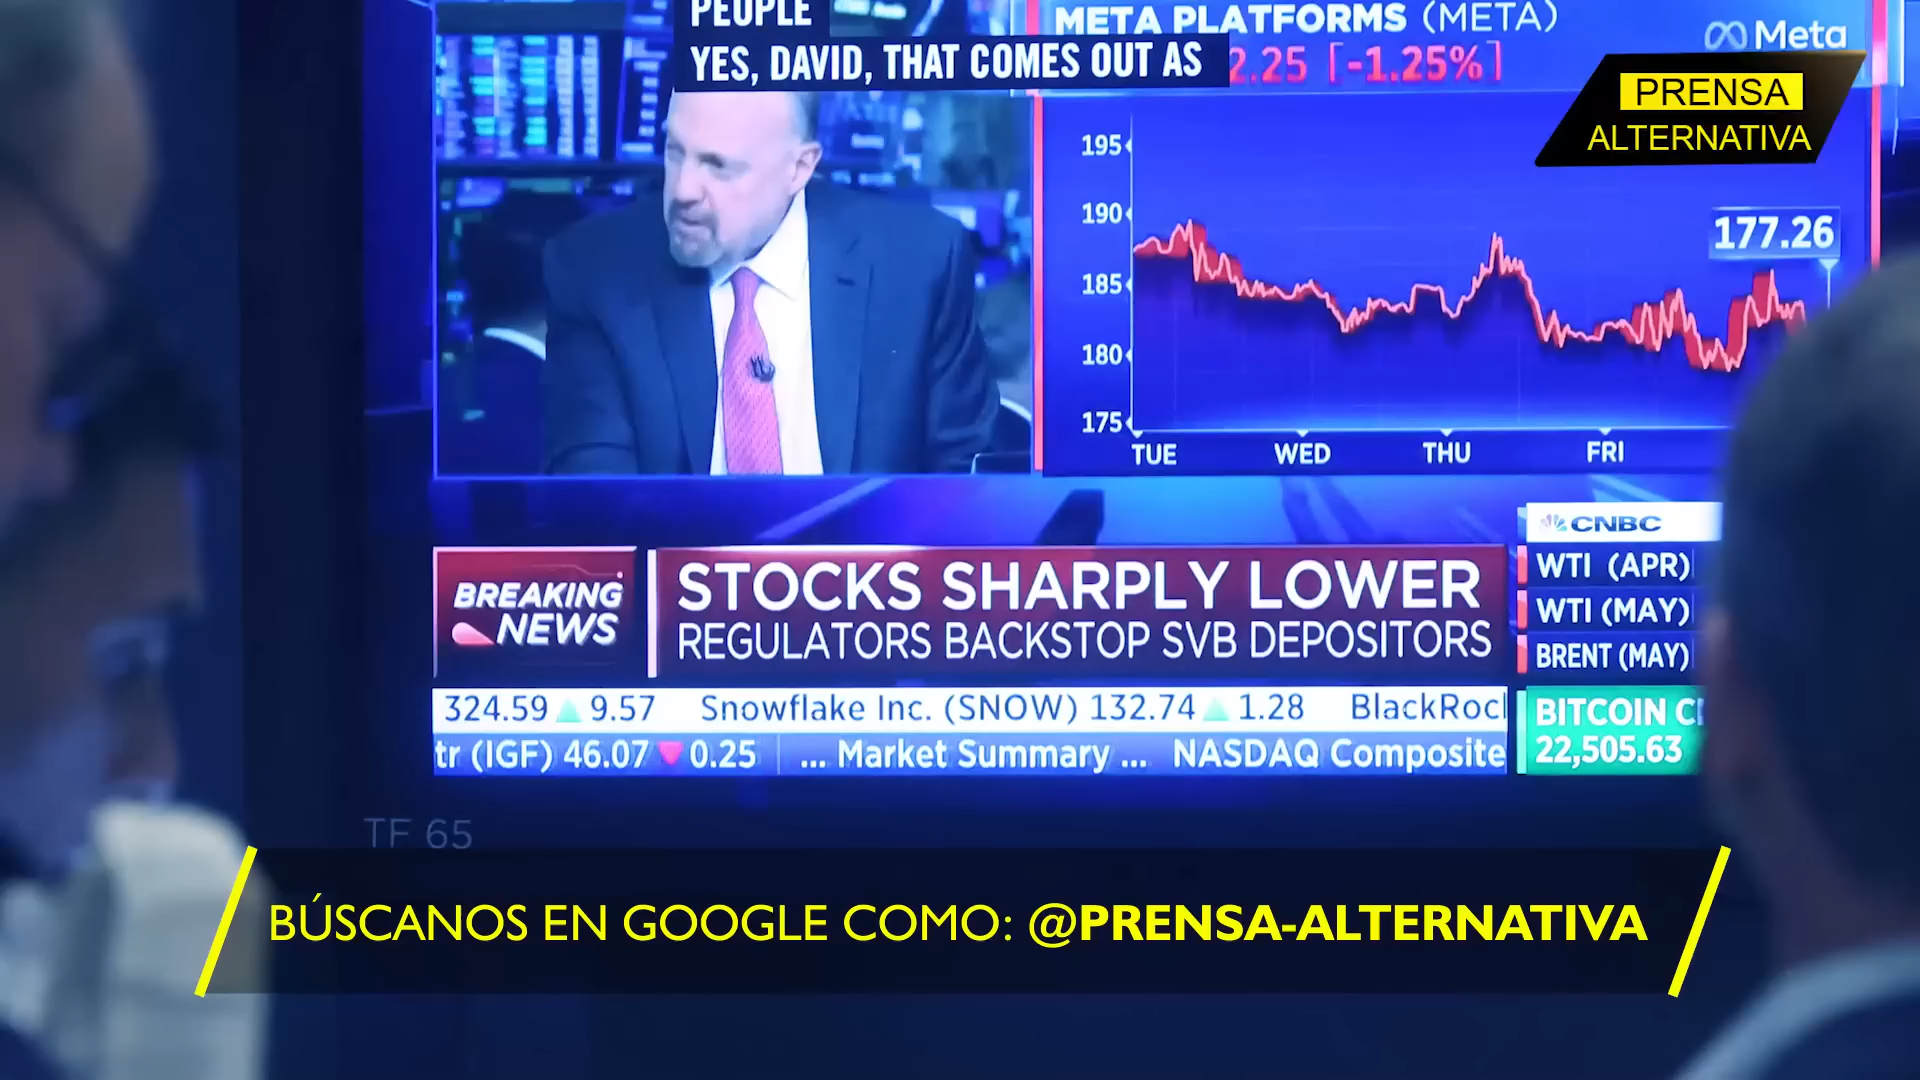 PEOPLE
YES, DAVID, THAT COMES OUT AS
META PLATFORMS (META)
2.25 [-1.25%]
Meta
PRENSA
ALTERNATIVA
195
190
185
180
175
177.26
TUE WED THU FRI
CNBC
WTI (APR)
WTI (MAY)
BRENT (MAY)
BITCOIN
22,505.63
BREAKING
NEWS
STOCKS SHARPLY LOWER
REGULATORS BACKSTOP SVB DEPOSITORS
324.59 ▲ 9.57 Snowflake Inc. (SNOW) 132.74 ▲ 1.28 BlackRoc
tr (IGF) 46.07 ▼ 0.25 ... Market Summary ... NASDAQ Composite
TF 65
BÚSCANOS EN GOOGLE COMO: @PRENSA-ALTERNATIVA